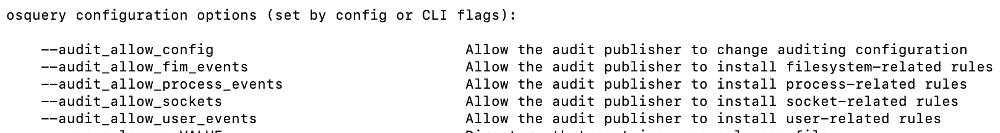 osquery configuration options (set by config or CLI flags):
--audit_allow_config Allow the audit publisher to change auditing configuration
--audit_allow_fim_events Allow the audit publisher to install filesystem-related rules
--audit_allow_process_events Allow the audit publisher to install process-related rules
--audit_allow_sockets Allow the audit publisher to install socket-related rules
--audit_allow_user_events Allow the audit publisher to install user-related rules